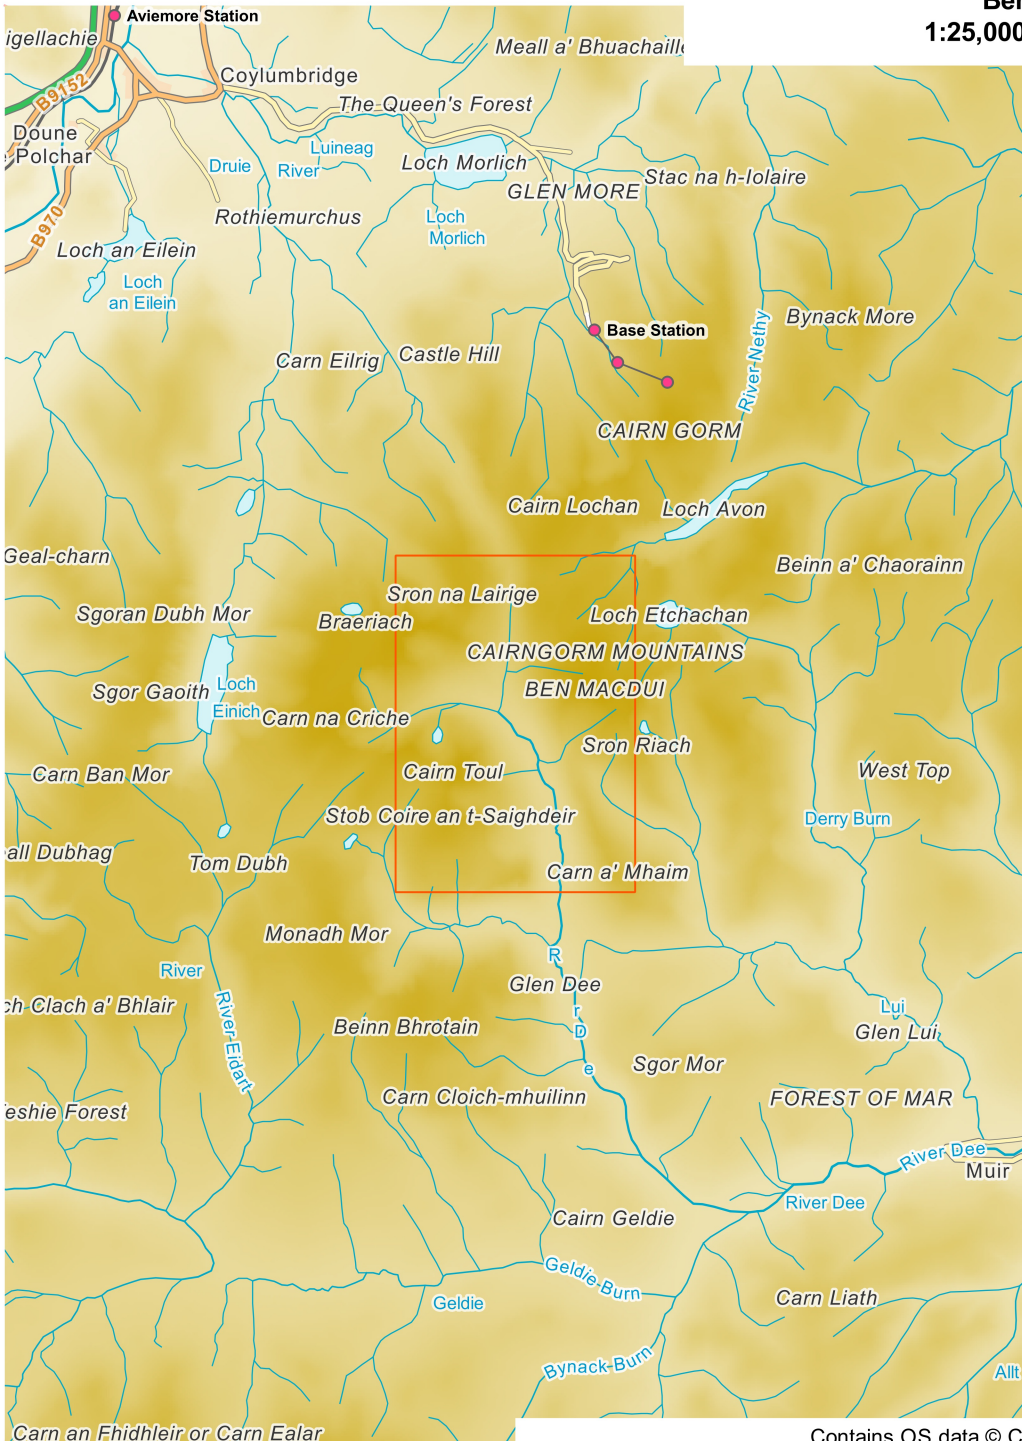 Aviemore Station
Ben
1:25,000
igellachie
Meall a' Bhuachaille
B9152
Coylumbridge
The Queen's Forest
Doune
Polchar
Luineag
Druie
River
Loch Morlich
Stac na h-Iolaire
GLEN MORE
B970
Rothiemurchus
Loch
Morlich
Loch an Eilein
Loch
an Eilein
Bynack More
Base Station
River Nethy
Carn Eilrig
Castle Hill
CAIRN GORM
Cairn Lochan
Loch Avon
Geal-charn
Beinn a' Chaorainn
Sron na Lairige
Sgoran Dubh Mor
Braeriach
Loch Etchachan
CAIRNGORM MOUNTAINS
Sgor Gaoith
Loch
Einich
BEN MACDUI
Carn na Criche
Sron Riach
Carn Ban Mor
Cairn Toul
West Top
Stob Coire an t-Saighdeir
Derry Burn
all Dubhag
Tom Dubh
Carn a' Mhaim
Monadh Mor
R
River
Glen Dee
ch Clach a' Bhlair
r
Lui
River Eidart
Beinn Bhrotain
D
Glen Lui
e
Sgor Mor
Carn Cloich-mhuilinn
FOREST OF MAR
eshie Forest
River Dee
Muir
River Dee
Cairn Geldie
Geldie Burn
Geldie
Carn Liath
Bynack Burn
Allt
Carn an Fhidhleir or Carn Ealar
Contains OS data © C